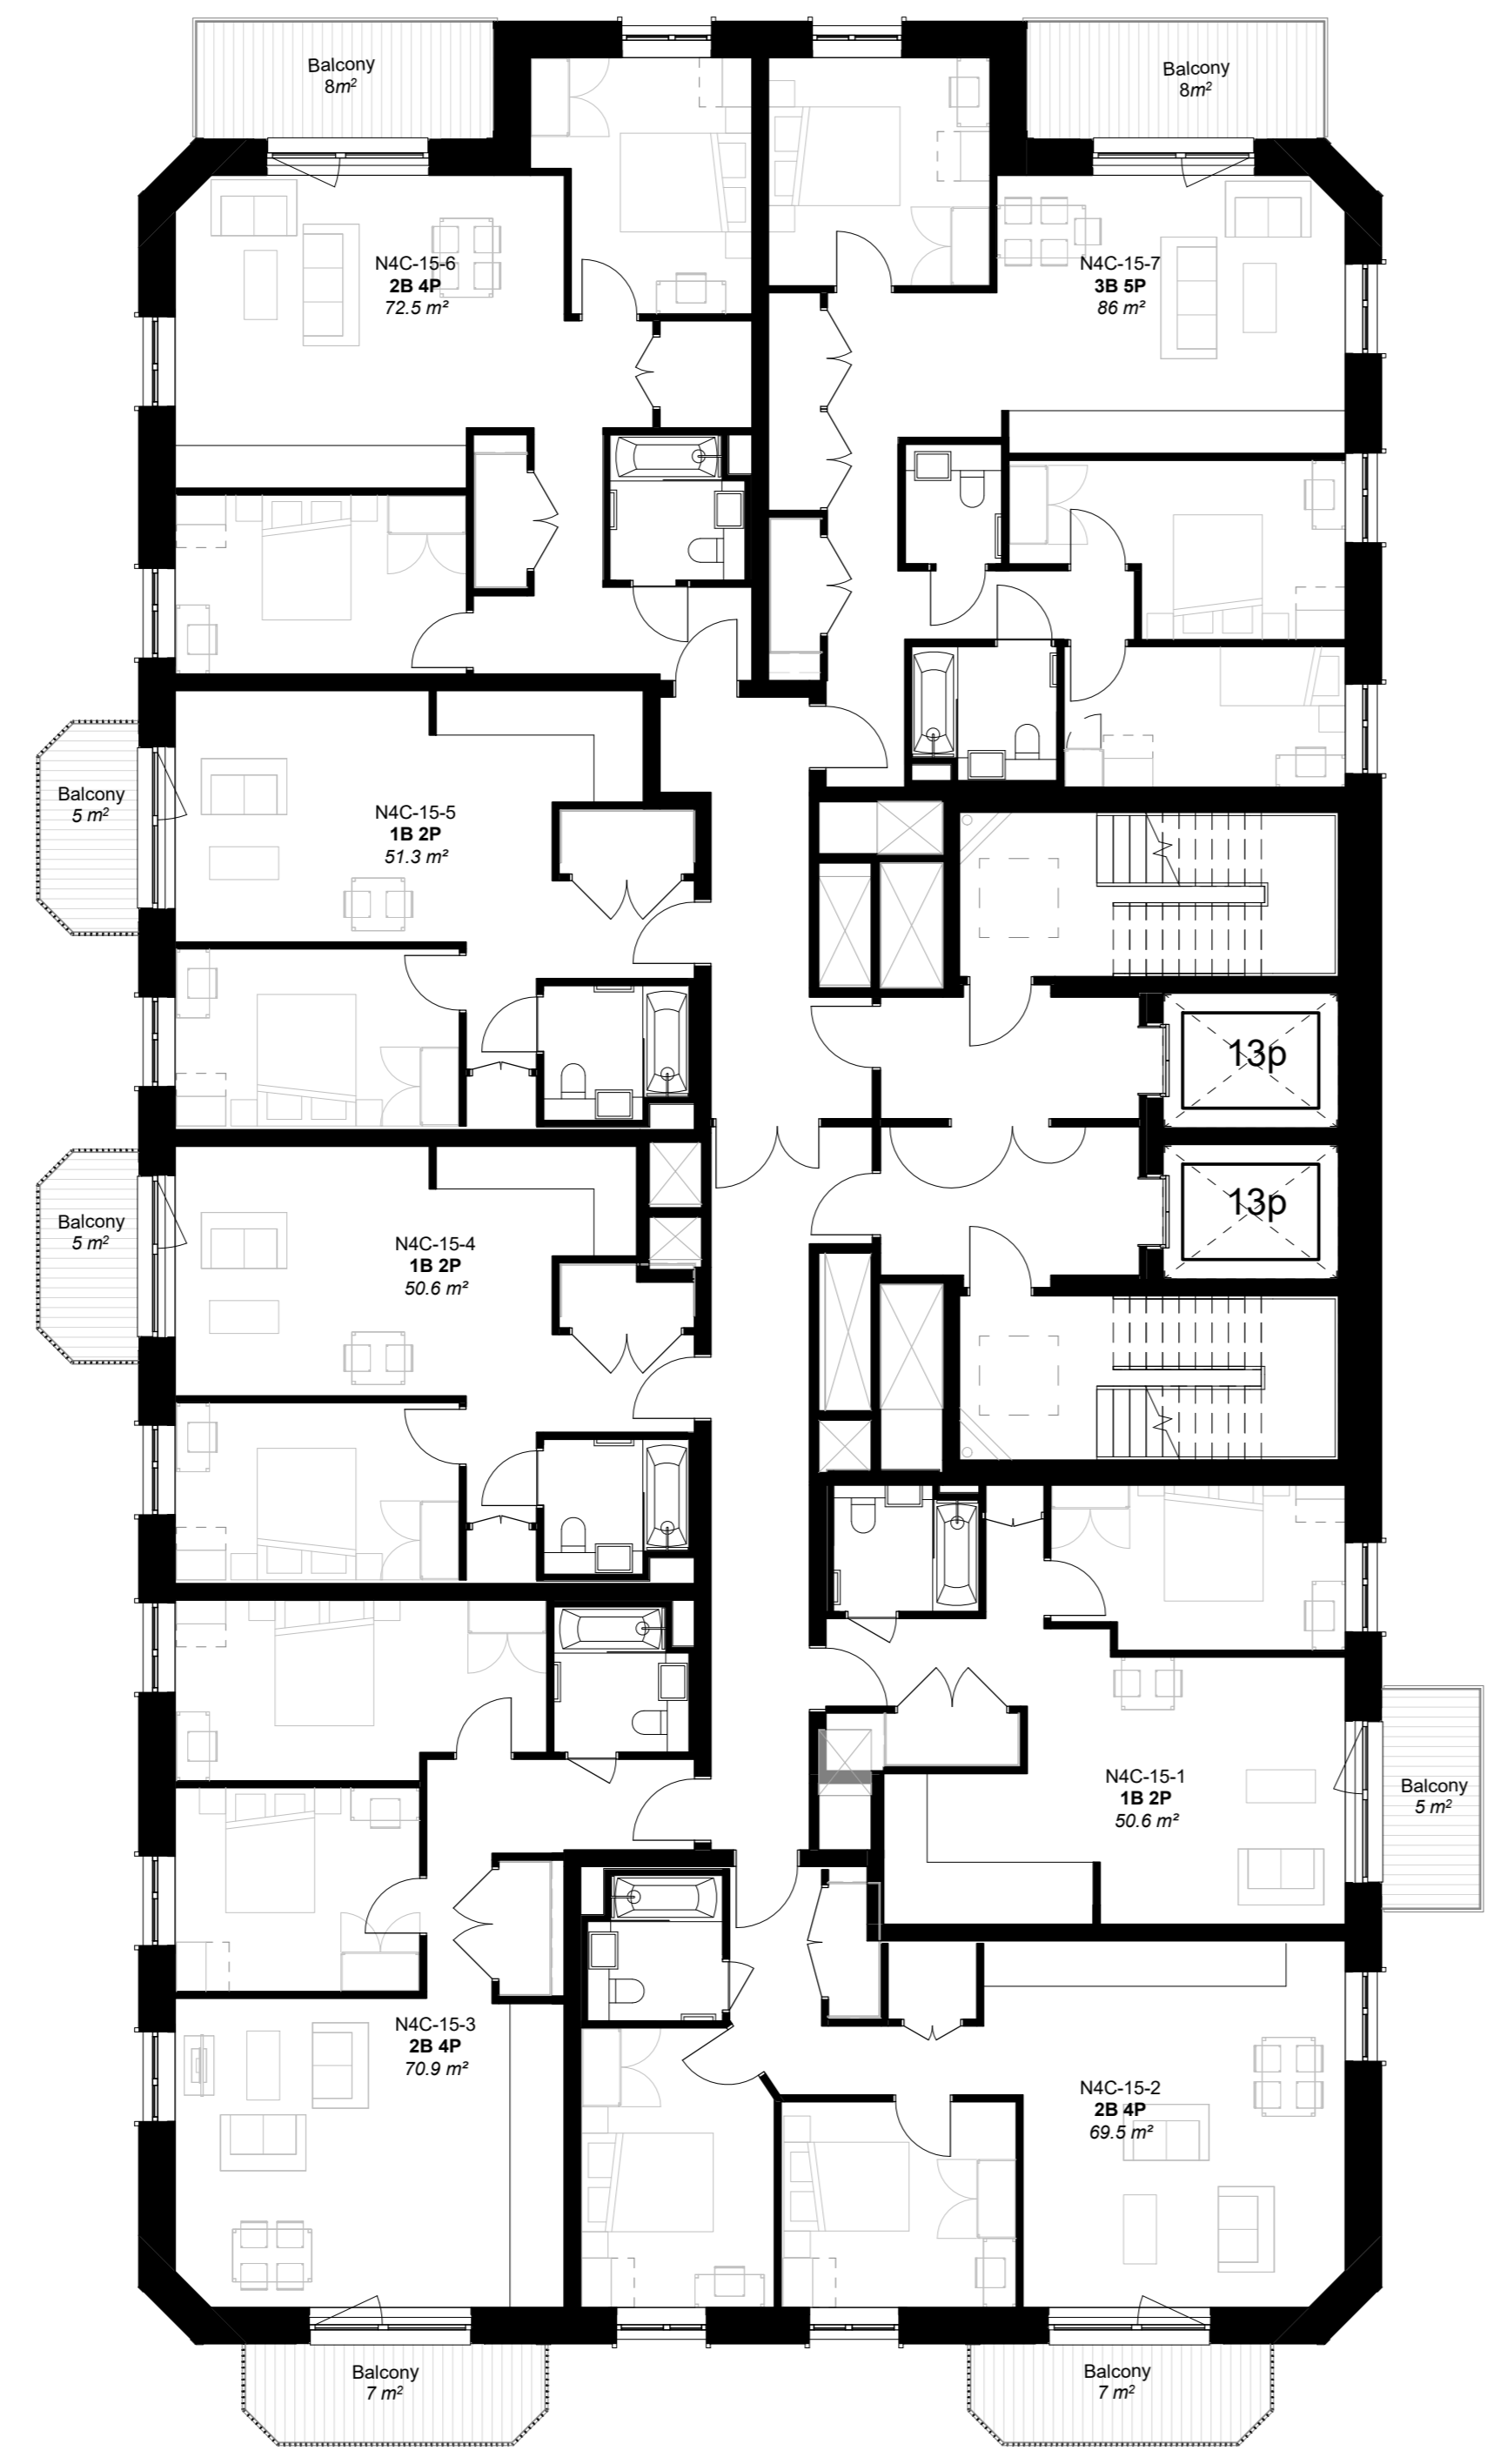 Balcony
8m²
Balcony
8m²
N4C-15-6
2B 4P
72.5 m²
N4C-15-7
3B 5P
86 m²
Balcony
5 m²
N4C-15-5
1B 2P
51.3 m²
13p
13p
Balcony
5 m²
N4C-15-4
1B 2P
50.6 m²
N4C-15-1
1B 2P
50.6 m²
Balcony
5 m²
N4C-15-3
2B 4P
70.9 m²
N4C-15-2
2B 4P
69.5 m²
Balcony
7 m²
Balcony
7 m²